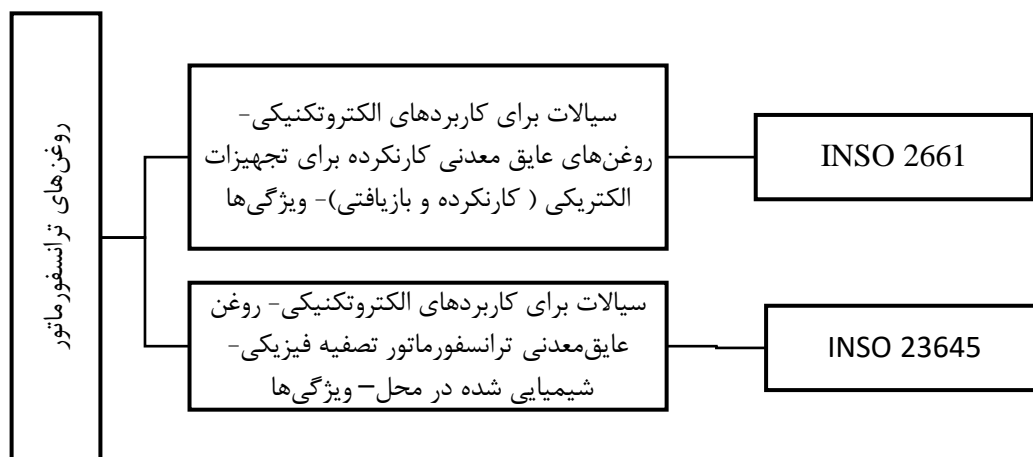 روغن‌های ترانسفورماتور
سیالات برای کاربردهای الکتروتکنیکی-
روغن‌های عایق معدنی کارنکرده برای تجهیزات
الکتریکی ( کارنکرده و بازیافتی)- ویژگی‌ها
INSO 2661
سیالات برای کاربردهای الکتروتکنیکی- روغن
عایق‌معدنی ترانسفورماتور تصفیه فیزیکی-
شیمیایی شده در محل– ویژگی‌ها
INSO 23645